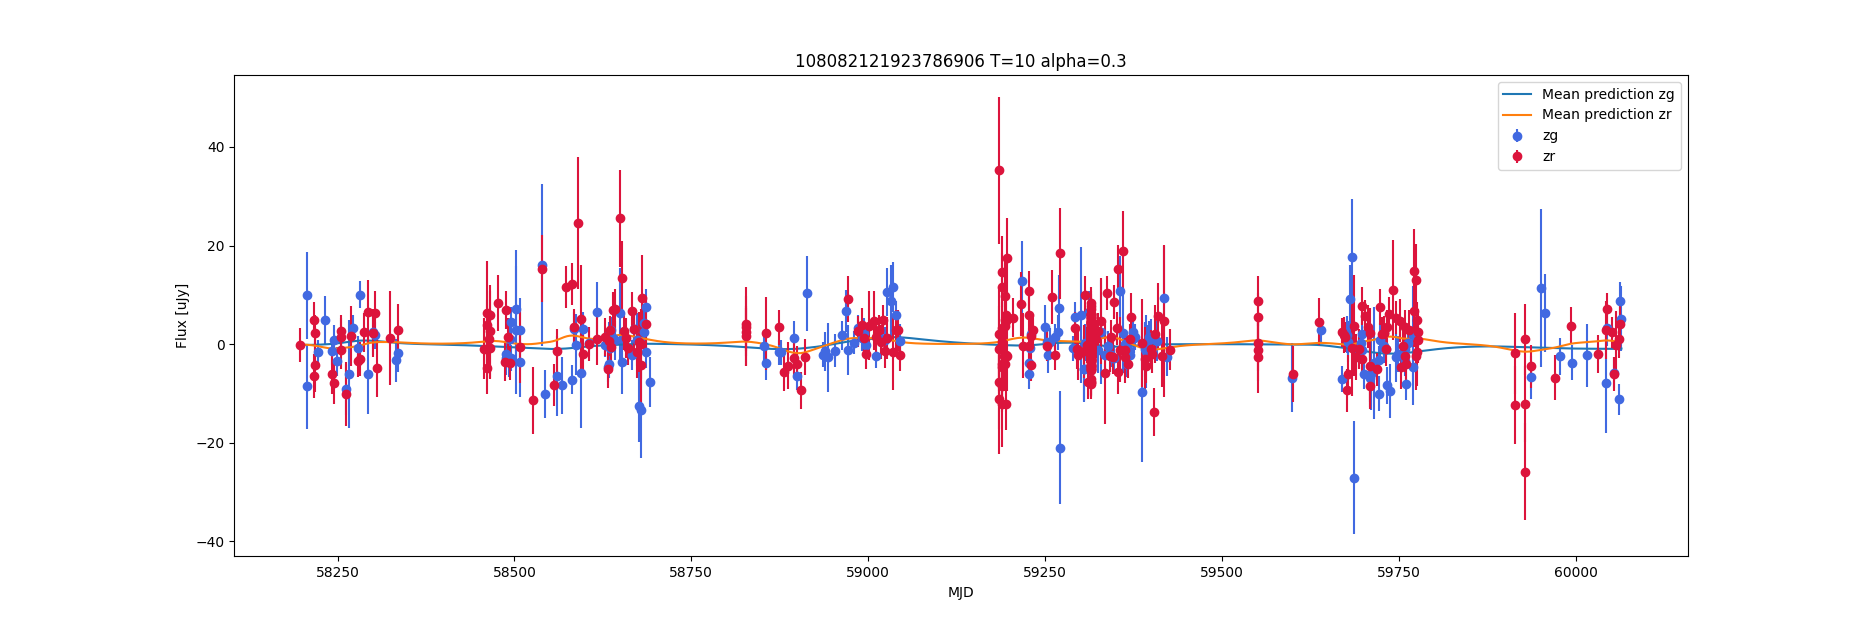 108082121923786906 T=10 alpha=0.3
Mean prediction zg
Mean prediction zr
zg
zr
Flux [uJy]
40
20
0
−20
−40
58250 58500 58750 59000 59250 59500 59750 60000
MJD